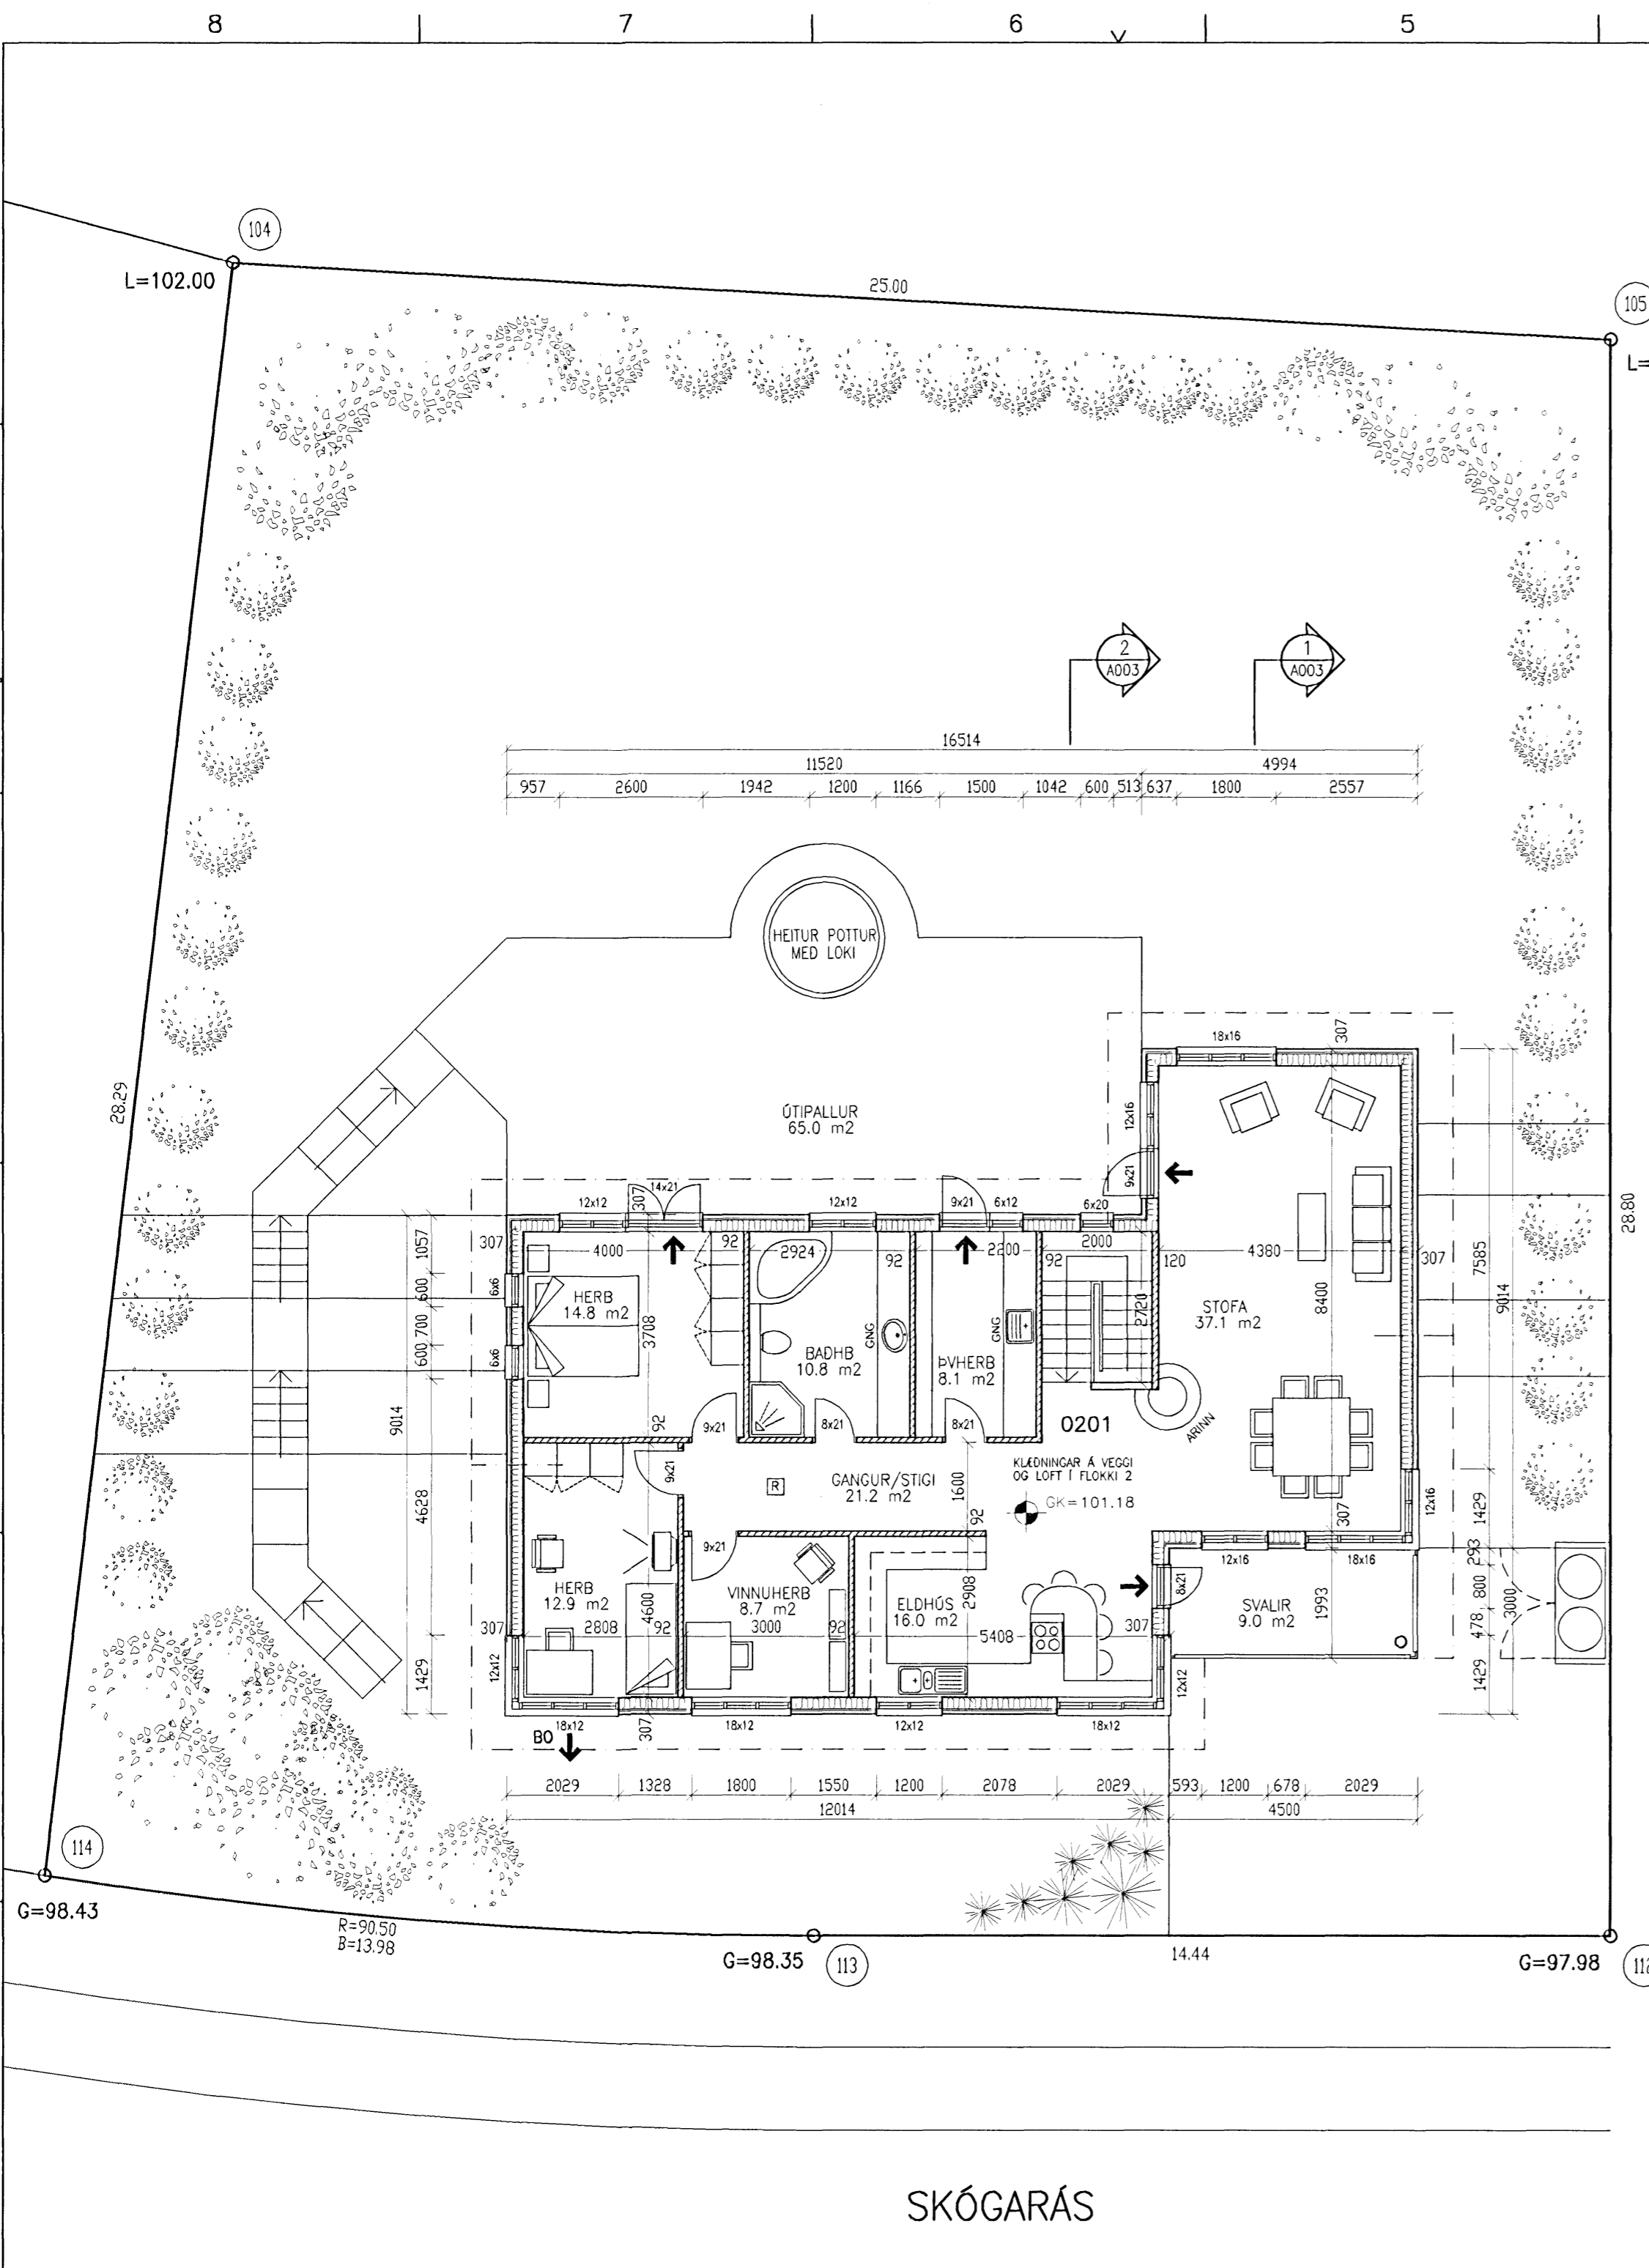 8 7 6 5
104
L=102.00
25.00
105
2
A003
1
A003
16514
11520 4994
957 2600 1942 1200 1166 1500 1042 600 513 637 1800 2557
HEITUR POTTUR
MEÐ LOKI
28.29
ÚTIPALLUR
65.0 m2
18x16
307
12x16
9x21
12x12
14x21
307
12x12
9x21
6x12
6x20
28.80
307
4000
92
2924
92
2200
92
2000
120
4380
307
1057
600
700
600
9014
4628
1429
6x6
6x6
HERB
14.8 m2
3708
BAÐHB
10.8 m2
GNG
ÞVHERB
8.1 m2
GNG
2720
STOFA
37.1 m2
8400
7585
9014
92
9x21
8x21
8x21
0201
ARINN
KLÆÐNINGAR Á VEGGI
OG LOFT Í FLOKKI 2
GK=101.18
9x21
R
GANGUR/STIGI
21.2 m2
1600
92
307
12x16
1429
293
800
478
1429
3000
9x21
12x16
18x16
HERB
12.9 m2
4600
VINNUHERB
8.7 m2
ELDHÚS
16.0 m2
2908
8x21
SVALIR
9.0 m2
1993
307
2808
92
3000
92
5408
307
12x12
12x12
18x12
307
18x12
12x12
18x12
BO
2029 1328 1800 1550 1200 2078 2029 593 1200 678 2029
12014 4500
114
G=98.43
R=90.50
B=13.98
G=98.35
113
14.44
G=97.98
SKÓGARÁS